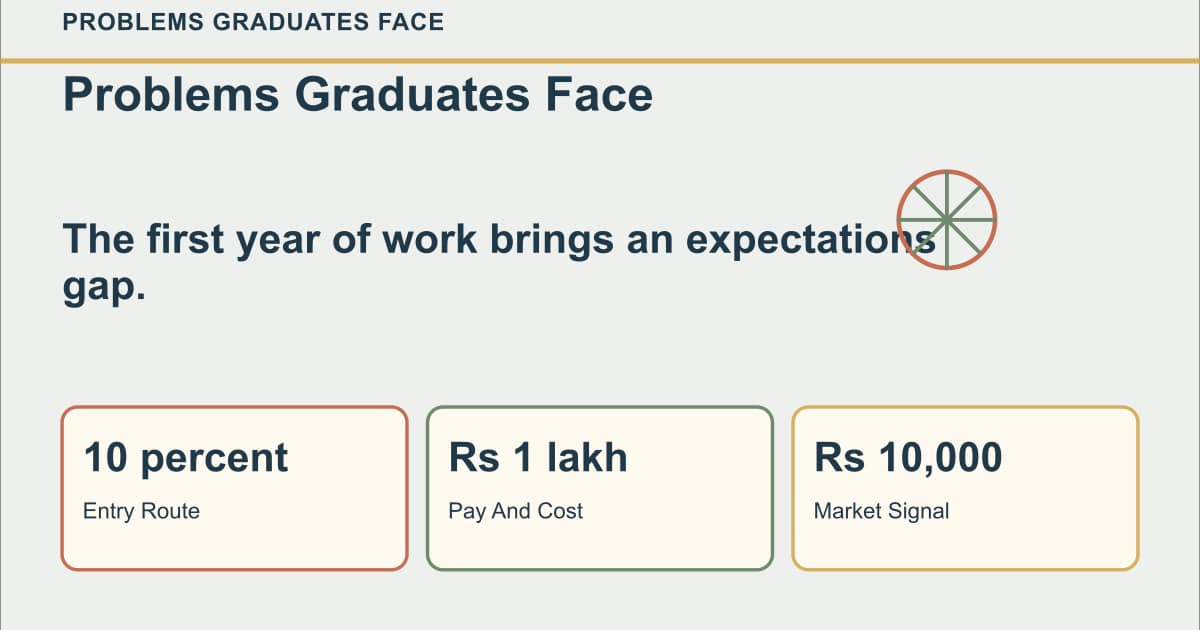 PROBLEMS GRADUATES FACE
Problems Graduates Face
The first year of work brings an expectations
gap.
10 percent
Entry Route
Rs 1 lakh
Pay And Cost
Rs 10,000
Market Signal